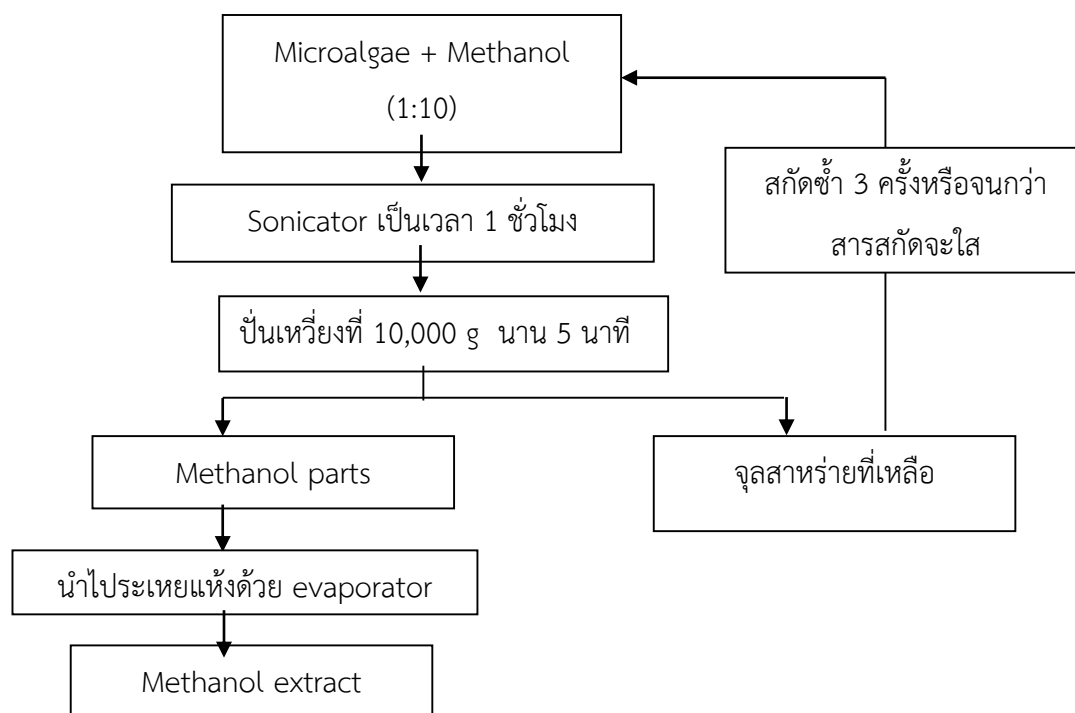 Microalgae + Methanol
(1:10)
สกัดซ้ำ 3 ครั้งหรือจนกว่า
สารสกัดจะใส
Sonicator เป็นเวลา 1 ชั่วโมง
ปั่นเหวี่ยงที่ 10,000 g นาน 5 นาที
Methanol parts
จุลสาหร่ายที่เหลือ
นำไประเหยแห้งด้วย evaporator
Methanol extract